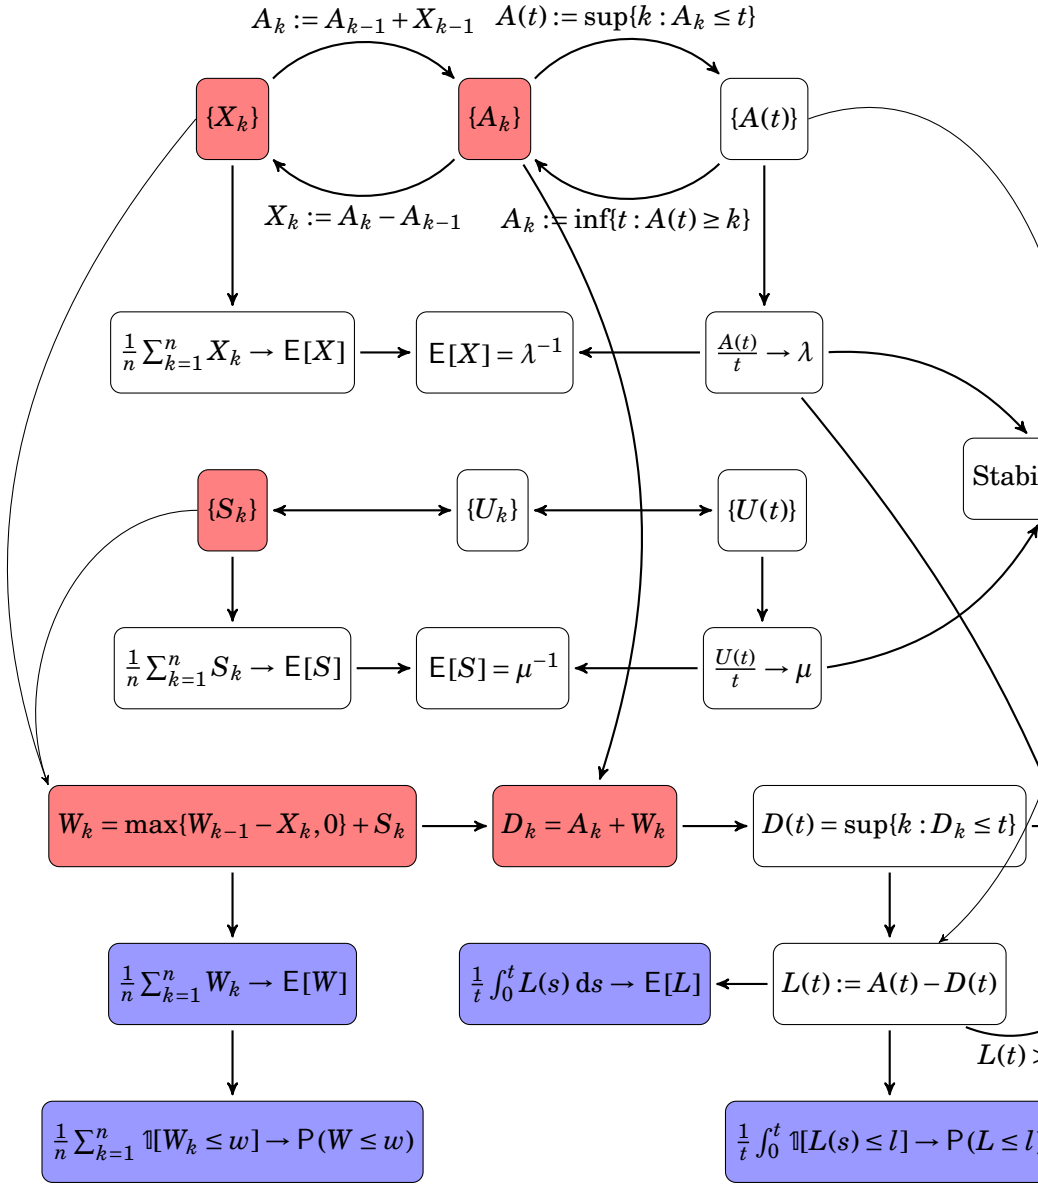 A_k := A_{k−1} + X_{k−1}
A(t) := sup{k : A_k ≤ t}
{X_k}
{A_k}
{A(t)}
X_k := A_k − A_{k−1}
A_k := inf{t : A(t) ≥ k}
1/n ∑_{k=1}^n X_k → E[X]
E[X] = λ^{−1}
A(t)/t → λ
{S_k}
{U_k}
{U(t)}
Stabi
1/n ∑_{k=1}^n S_k → E[S]
E[S] = μ^{−1}
U(t)/t → μ
W_k = max{W_{k−1} − X_k, 0} + S_k
D_k = A_k + W_k
D(t) = sup{k : D_k ≤ t}
1/n ∑_{k=1}^n W_k → E[W]
1/t ∫_0^t L(s) ds → E[L]
L(t) := A(t) − D(t)
L(t) >
1/n ∑_{k=1}^n 𝟙[W_k ≤ w] → P(W ≤ w)
1/t ∫_0^t 𝟙[L(s) ≤ l] → P(L ≤ l)